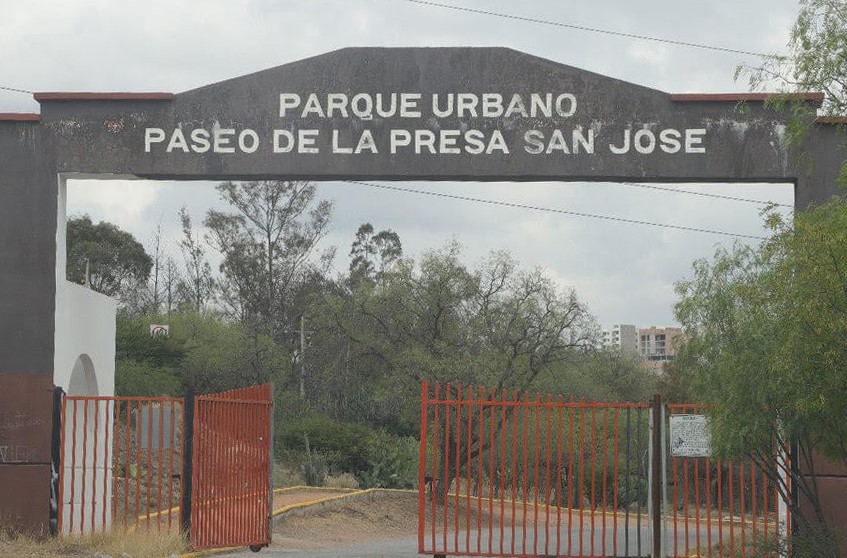 PARQUE URBANO
PASEO DE LA PRESA SAN JOSE